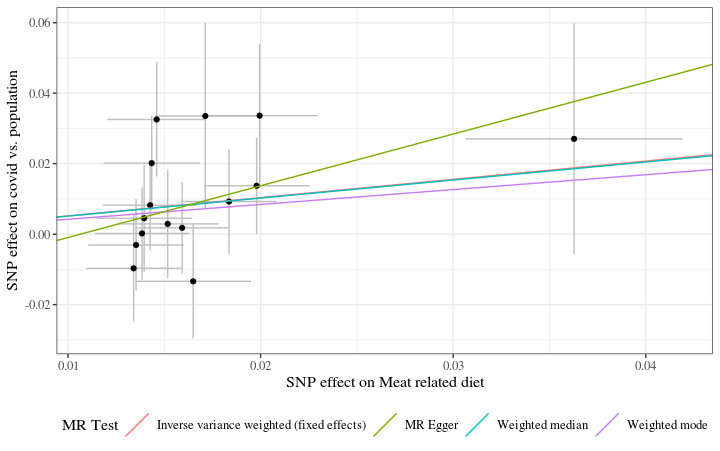 0.06
0.04
0.02
0.00
-0.02
SNP effect on covid vs. population
0.01 0.02 0.03 0.04
SNP effect on Meat related diet
MR Test Inverse variance weighted (fixed effects) MR Egger Weighted median Weighted mode